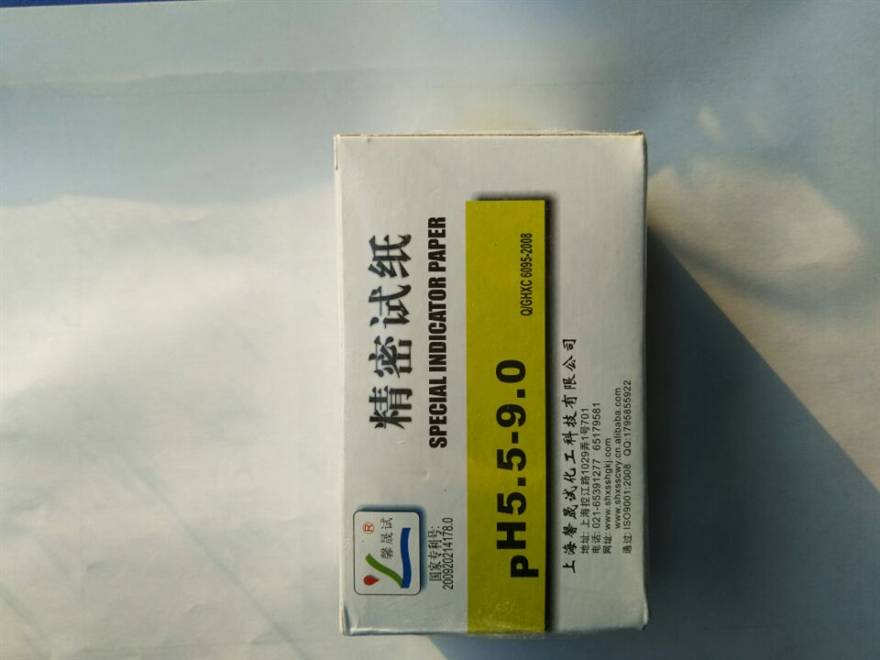 馨晟试®
国家专利号:
200920214178.0
精密试纸
SPECIAL INDICATOR PAPER
pH5.5-9.0
Q/GHXC 6095-2008
上海馨晟试化工科技有限公司
地址: 上海控江路1029弄1号701
电话: 021-65391277 65179581
网址: www.shxsshgkj.com
www.shxsscwy.cn.alibaba.com
通过: ISO9001:2008 QQ:1795855922